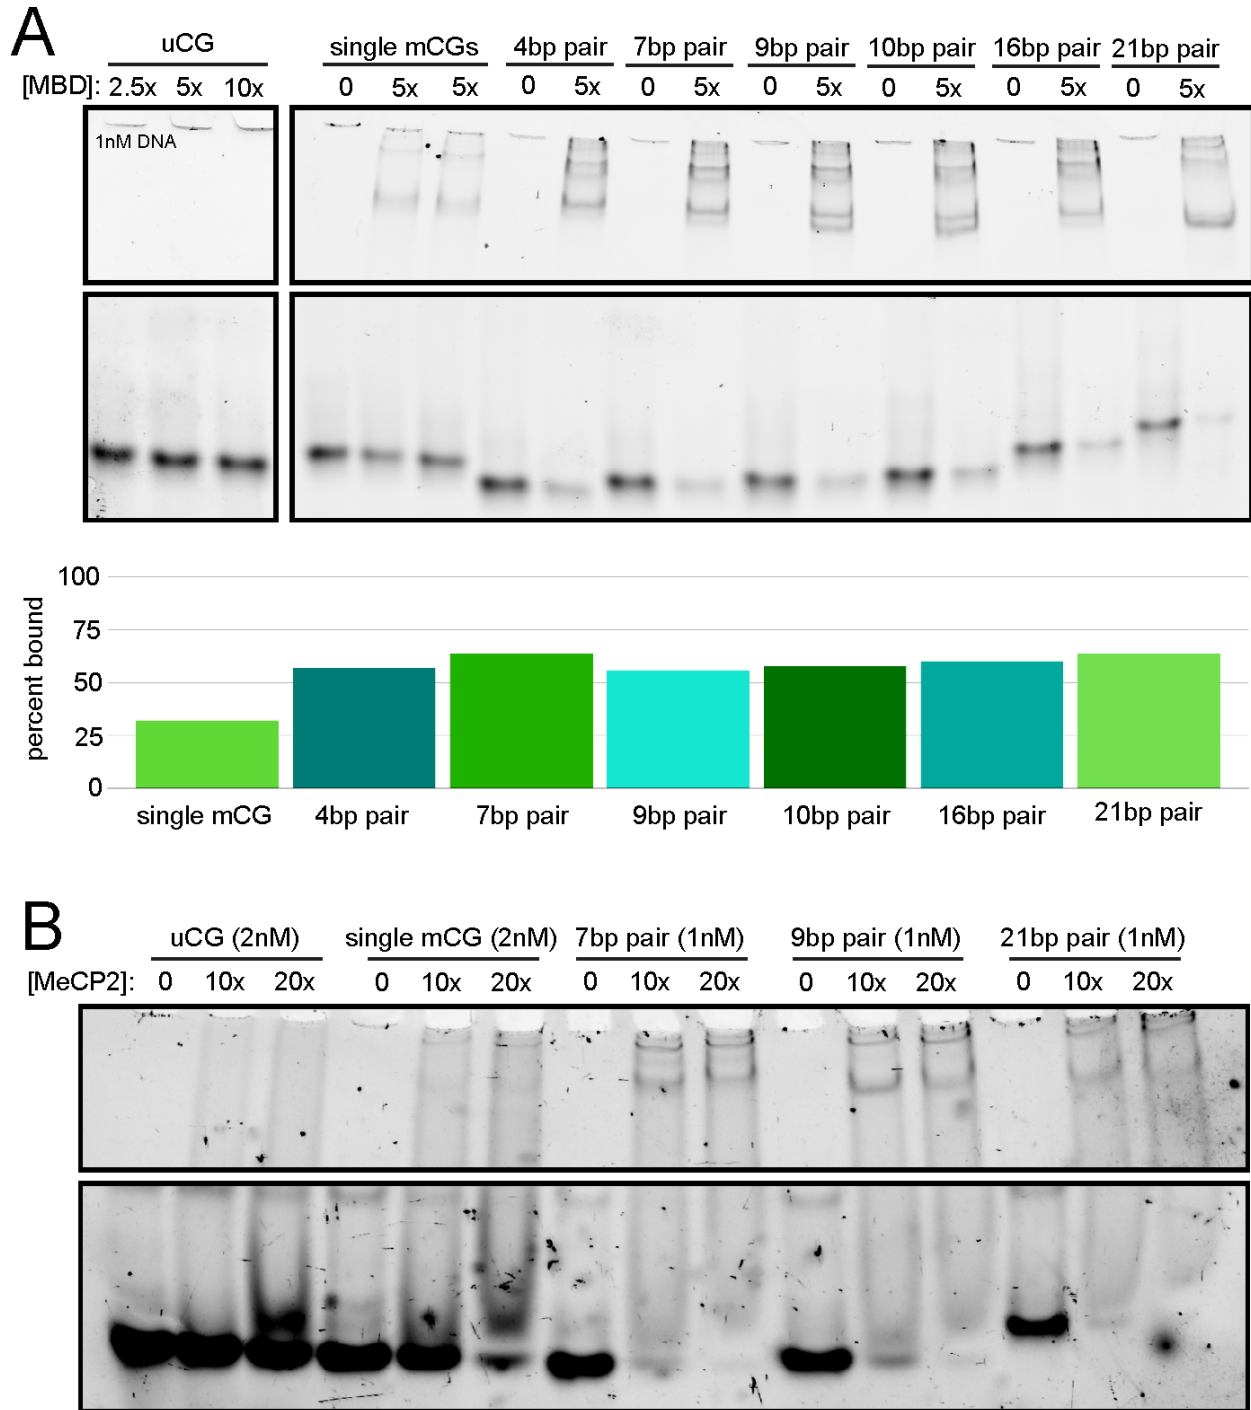 A
uCG single mCGs 4bp pair 7bp pair 9bp pair 10bp pair 16bp pair 21bp pair
[MBD]: 2.5x 5x 10x 0 5x 5x 0 5x 0 5x 0 5x 0 5x 0 5x 0 5x
1nM DNA
percent bound
100
75
50
25
0
single mCG 4bp pair 7bp pair 9bp pair 10bp pair 16bp pair 21bp pair
B
uCG (2nM) single mCG (2nM) 7bp pair (1nM) 9bp pair (1nM) 21bp pair (1nM)
[MeCP2]: 0 10x 20x 0 10x 20x 0 10x 20x 0 10x 20x 0 10x 20x